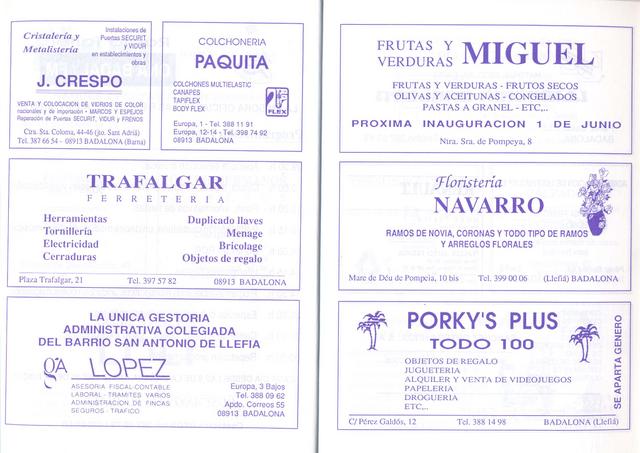 Cristalería y
Metalistería
Instalaciones de
Puertas SECURIT
y VIDUR
en establecimientos y
obras
J. CRESPO
VENTA Y COLOCACION DE VIDRIOS DE COLOR
nacionales y de importación • MARCOS Y ESPEJOS
Reparación de Puertas SECURIT, VIDUR Y FRENOS
Ctra. Sta. Coloma, 44-46 (jto. Sant Adriá)
Tel. 387 66 54 - 08913 BADALONA (Barna)
COLCHONERIA
PAQUITA
COLCHONES MULTIELASTIC
CANAPES
TAPIFLEX
BODY FLEX
FLEX
Europa, 1 - Tel. 388 11 91
Europa, 12-14 - Tel. 398 74 92
08913 BADALONA
TRAFALGAR
FERRETERIA
Herramientas
Tornillería
Electricidad
Cerraduras
Duplicado llaves
Menage
Bricolage
Objetos de regalo
Plaza Trafalgar, 21 Tel. 397 57 82 08913 BADALONA
LA UNICA GESTORIA
ADMINISTRATIVA COLEGIADA
DEL BARRIO SAN ANTONIO DE LLEFIA
gA LOPEZ
ASESORIA FISCAL-CONTABLE
LABORAL - TRAMITES VARIOS
ADMINISTRACION DE FINCAS
SEGUROS - TRAFICO
Europa, 3 Bajos
Tel. 388 09 62
Apdo. Correos 55
08913 BADALONA
FRUTAS Y
VERDURAS MIGUEL
FRUTAS Y VERDURAS - FRUTOS SECOS
OLIVAS Y ACEITUNAS - CONGELADOS
PASTAS A GRANEL - ETC,..
PROXIMA INAUGURACION 1 DE JUNIO
Ntra. Sra. de Pompeya, 8
Floristería
NAVARRO
RAMOS DE NOVIA, CORONAS Y TODO TIPO DE RAMOS
Y ARREGLOS FLORALES
Mare de Déu de Pompeia, 10 bis Tel. 399 00 06 (Llefiá) BADALONA
PORKY'S PLUS
TODO 100
OBJETOS DE REGALO
JUGUETERIA
ALQUILER Y VENTA DE VIDEOJUEGOS
PAPELERIA
DROGUERIA
ETC,..
SE APARTA GENERO
C/ Pérez Galdós, 12 Tel. 388 14 98 BADALONA (Llefiá)